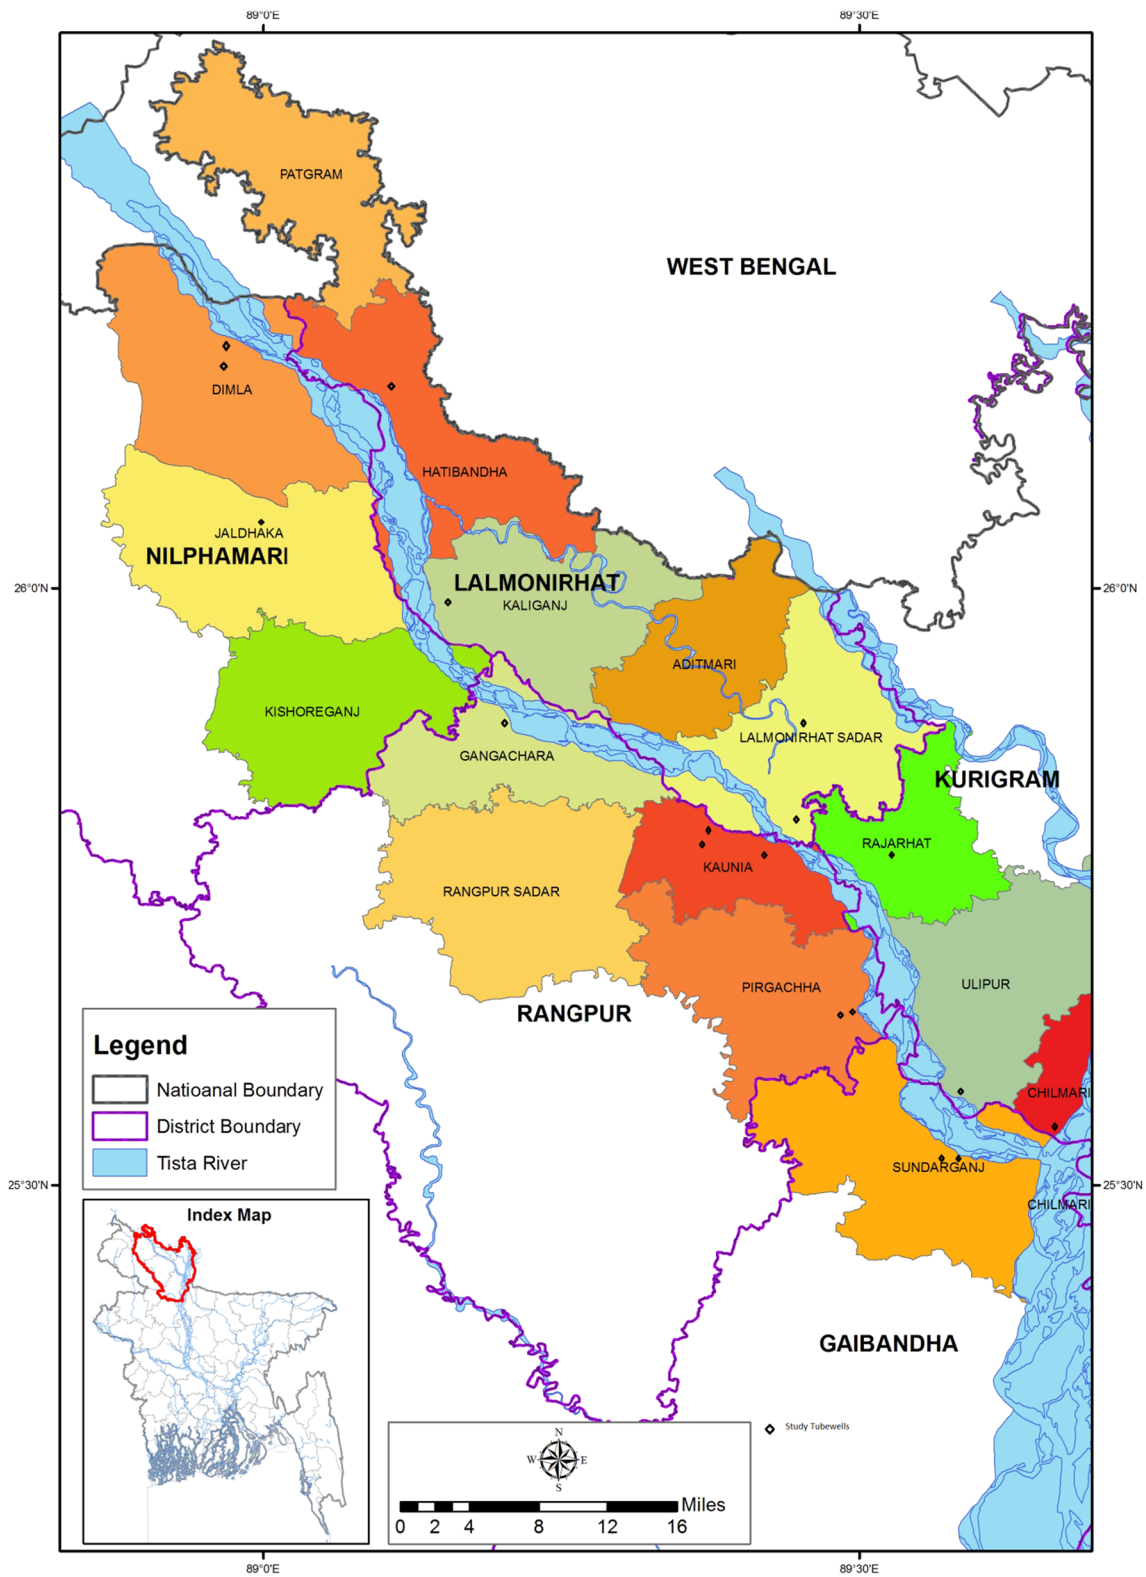 89°0'E
89°30'E
PATGRAM
WEST BENGAL
DIMLA
HATIBANDHA
JALDHAKA
NILPHAMARI
LALMONIRHAT
26°0'N
26°0'N
KALIGANJ
ADITMARI
KISHOREGANJ
LALMONIRHAT SADAR
GANGACHARA
KURIGRAM
RAJARHAT
KAUNIA
RANGPUR SADAR
ULIPUR
PIRGACHHA
RANGPUR
Legend
Natioanal Boundary
District Boundary
Tista River
CHILMARI
SUNDARGANJ
25°30'N
25°30'N
CHILMARI
Index Map
GAIBANDHA
Study Tubewells
N
W
E
S
Miles
0 2 4 8 12 16
89°0'E
89°30'E